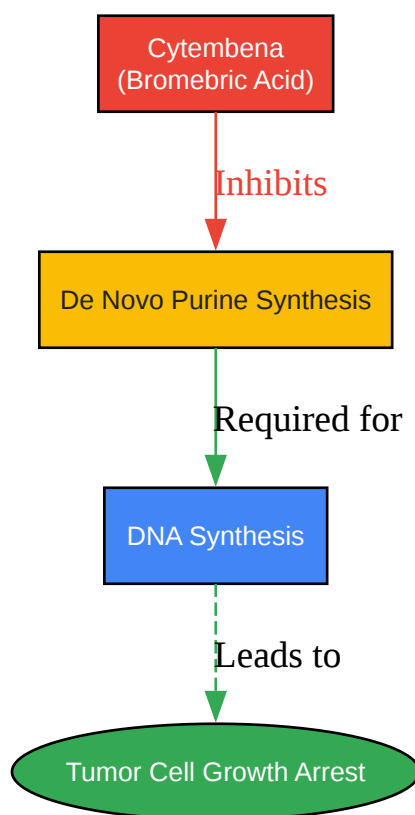 Cytembena
(Bromebric Acid)
Inhibits
De Novo Purine Synthesis
Required for
DNA Synthesis
Leads to
Tumor Cell Growth Arrest